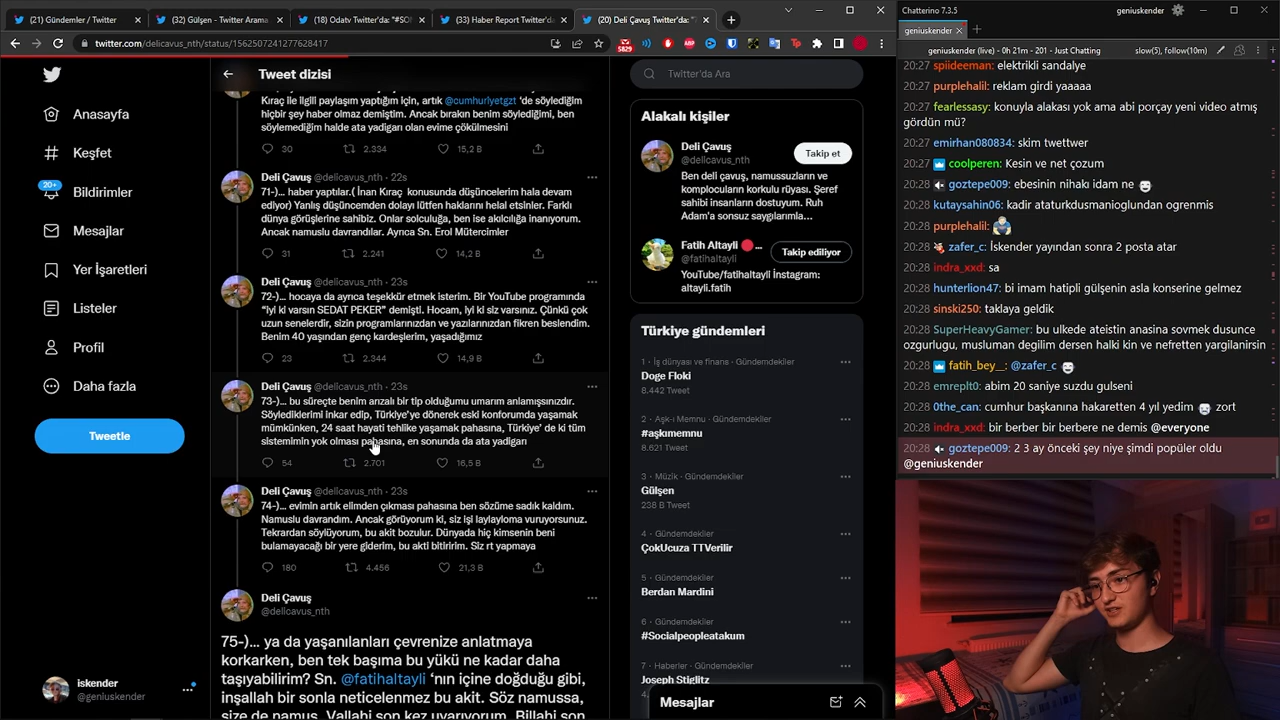 (21) Gündemler / Twitter
(32) Gülşen - Twitter Arama
(18) Odatv Twitter'da: "#SO
(33) Haber Report Twitter'da
(20) Deli Çavuş Twitter'da: "
twitter.com/delicavus_nth/status/1562507241277628417
5829
ABP
Anasayfa
Keşfet
20+
Bildirimler
Mesajlar
Yer İşaretleri
Listeler
Profil
Daha fazla
Tweetle
iskender
@geniuskender
Tweet dizisi
Kıraç ile ilgili paylaşım yaptığım için, artık @cumhuriyetgzt 'de söylediğim
hiçbir şey haber olmaz demiştim. Ancak bırakın benim söylediğimi, ben
söylemediğim halde ata yadigarı olan evime çökülmesini
30 2.334 15,2 B
Deli Çavuş @delicavus_nth · 22s
71-)... haber yaptılar.( İnan Kıraç konusunda düşüncelerim hala devam
ediyor) Yanlış düşüncemden dolayı lütfen haklarını helal etsinler. Farklı
dünya görüşlerine sahibiz. Onlar solculuğa, ben ise akılcılığa inanıyorum.
Ancak namuslu davrandılar. Ayrıca Sn. Erol Mütercimler
31 2.241 14,2 B
Deli Çavuş @delicavus_nth · 23s
72-)... hocaya da ayrıca teşekkür etmek isterim. Bir YouTube programında
"iyi ki varsın SEDAT PEKER" demişti. Hocam, iyi ki siz varsınız. Çünkü çok
uzun senelerdir, sizin programlarınızdan ve yazılarınızdan fikren beslendim.
Benim 40 yaşından genç kardeşlerim, yaşadığımız
23 2.344 14,9 B
Deli Çavuş @delicavus_nth · 23s
73-)... bu süreçte benim arızalı bir tip olduğumu umarım anlamışsınızdır.
Söylediklerimi inkar edip, Türkiye'ye dönerek eski konforumda yaşamak
mümkünken, 24 saat hayati tehlike yaşamak pahasına, Türkiye' de ki tüm
sistemimin yok olması pahasına, en sonunda da ata yadigarı
54 2.701 16,5 B
Deli Çavuş @delicavus_nth · 23s
74-)... evimin artık elimden çıkması pahasına ben sözüme sadık kaldım.
Namuslu davrandım. Ancak görüyorum ki, siz işi laylayloma vuruyorsunuz.
Tekrardan söylüyorum, bu akit bozulur. Dünyada hiç kimsenin beni
bulamayacağı bir yere giderim, bu akti bitiririm. Siz rt yapmaya
180 4.456 21,3 B
Deli Çavuş
@delicavus_nth
75-)... ya da yaşanılanları çevrenize anlatmaya
korkarken, ben tek başıma bu yükü ne kadar daha
taşıyabilirim? Sn. @fatihaltayli 'nın içine doğduğu gibi,
inşallah bir sonla neticelenmez bu akit. Söz namussa,
size de namus. Vallahi son kez uyarıyorum. Billahi son
Twitter'da Ara
Alakalı kişiler
Deli Çavuş
@delicavus_nth
Takip et
Ben deli çavuş, namussuzların ve
komplocuların korkulu rüyası. Şeref
sahibi insanların dostuyum.
Ruh Adam'a sonsuz saygılarımla...
Fatih Altayli ...
@fatihaltayli
Takip ediliyor
YouTube/fatihaltayli İnstagram:
altayli.fatih
Türkiye gündemleri
1 · İş dünyası ve finans · Gündemdekiler
Doge Floki
8.442 Tweet
2 · Aşk-ı Memnu · Gündemdekiler
#aşkımemnu
8.621 Tweet
3 · Müzik · Gündemdekiler
Gülşen
238 B Tweet
4 · Gündemdekiler
ÇokUcuza TTVerilir
5 · Gündemdekiler
Berdan Mardini
6 · Gündemdekiler
#Socialpeopleatakum
7 · Haberler · Gündemdekiler
Joseph Stiglitz
Mesajlar
Chatterino 7.3.5
geniuskender
geniuskender
geniuskender (live) - 0h 21m - 201 - Just Chatting
slow(5), follow(10m)
20:27 spiideeman: elektrikli sandalye
20:27 purplehalil: reklam girdi yaaaaa
20:27 fearlessasy: konuyla alakası yok ama abi porçay yeni video atmış
gördün mü?
20:27 emirhan080834: skim twettwer
20:27 coolperen: Kesin ve net çozum
20:28 goztepe009: ebesinin nihakı idam ne
20:28 kutaysahin06: kadir ataturkdusmanioglundan ogrenmis
20:28 purplehalil:
20:28 zafer_c: İskender yayından sonra 2 posta atar
20:28 indra_xxd: sa
20:28 hunterlion47: bi imam hatipli gülşenin asla konserine gelmez
20:28 sinski250: taklaya geldik
20:28 SuperHeavyGamer: bu ulkede ateistin anasina sovmek dusunce
ozgurlugu, musluman degilim dersen halki kin ve nefretten yargilanirsin
20:28 fatih_bey__: @zafer_c
20:28 emreplt0: abim 20 saniye suzdu gulseni
20:28 0the_can: cumhur başkanına hakaretten 4 yıl yedim zort
20:28 indra_xxd: bir berber bir berbere ne demis @everyone
20:28 goztepe009: 2 3 ay önceki şey niye şimdi popüler oldu
@geniuskender